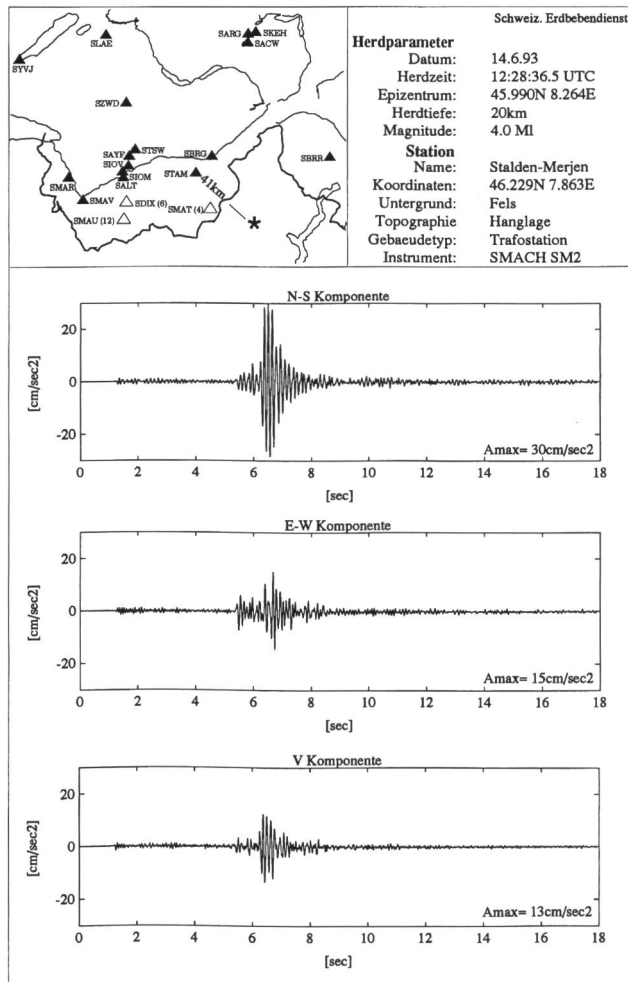 Schweiz. Erdbebendienst
Herdparameter
Datum: 14.6.93
Herdzeit: 12:28:36.5 UTC
Epizentrum: 45.990N 8.264E
Herdtiefe: 20km
Magnitude: 4.0 Ml
Station
Name: Stalden-Merjen
Koordinaten: 46.229N 7.863E
Untergrund: Fels
Topographie Hanglage
Gebaeudetyp: Trafostation
Instrument: SMACH SM2
SARG
SKEH
SLAE
SACW
SYVJ
SZWD
STSW
SAYF
SBRG
SBRR
SIOV
SIOM
STAM
SMAR
SALT
41km
SMAV
SDIX (6)
SMAT (4)
SMAU (12)
N-S Komponente
[cm/sec2]
20
0
-20
Amax= 30cm/sec2
0 2 4 6 8 10 12 14 16 18
[sec]
E-W Komponente
[cm/sec2]
20
0
-20
Amax= 15cm/sec2
0 2 4 6 8 10 12 14 16 18
[sec]
V Komponente
[cm/sec2]
20
0
-20
Amax= 13cm/sec2
0 2 4 6 8 10 12 14 16 18
[sec]